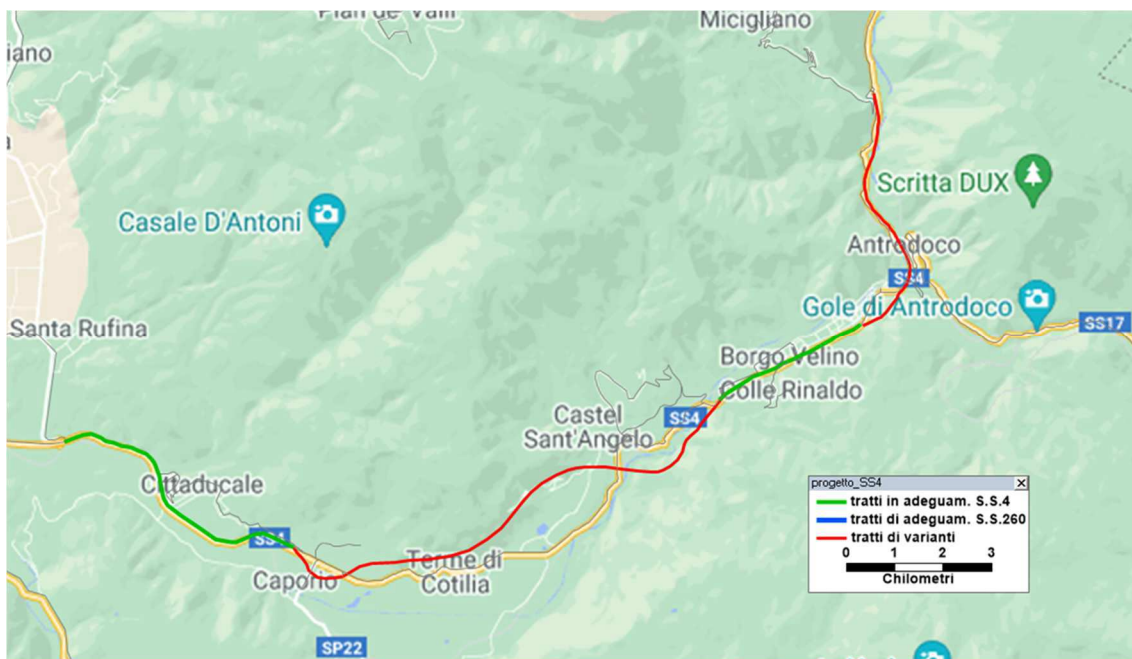 Pian de Valli
Micigliano
iano
Scritta DUX
Casale D'Antoni
Antrodoco
SS4
Gole di Antrodoco
SS17
Santa Rufina
Borgo Velino
Colle Rinaldo
SS4
Castel
Sant'Angelo
Cittaducale
SS4
Caporio
Terme di
Cotilia
SP22
progetto_SS4
tratti in adeguam. S.S.4
tratti di adeguam. S.S.260
tratti di varianti
0 1 2 3
Chilometri